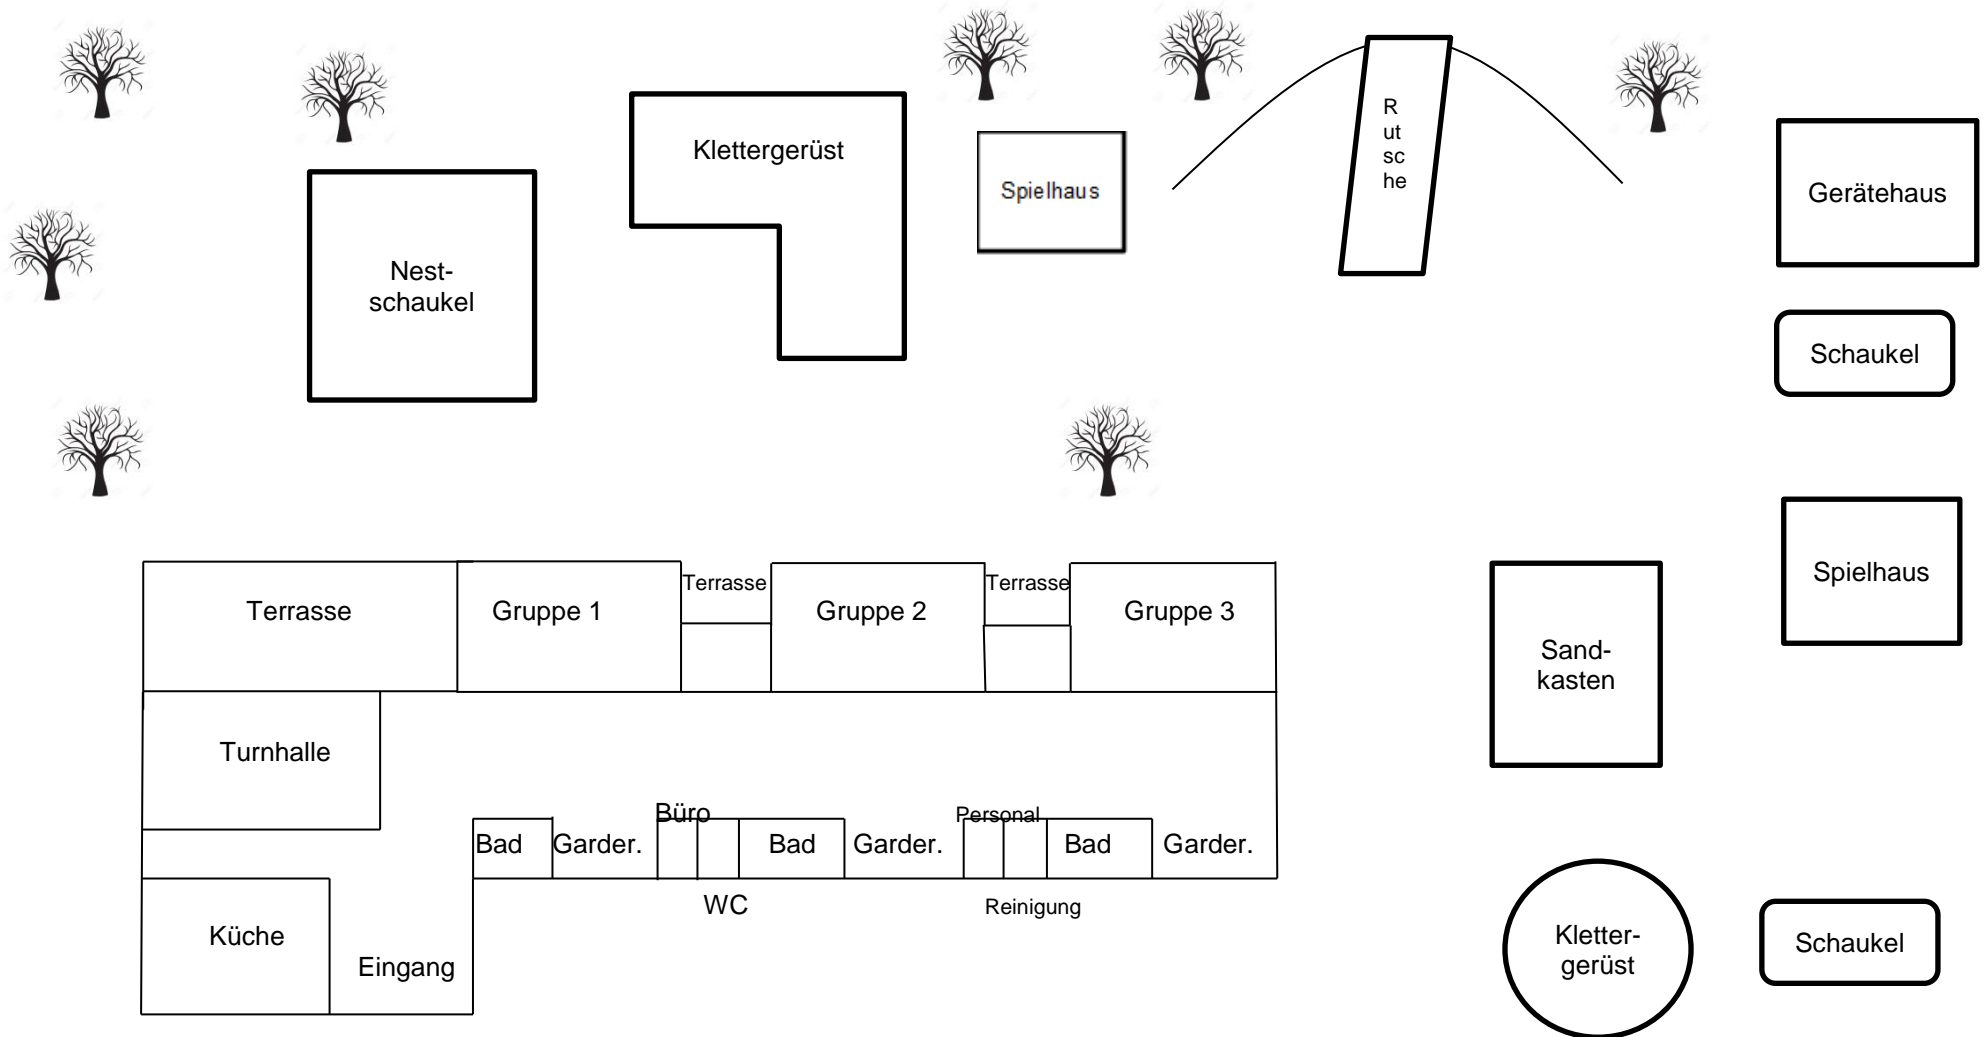 R
ut
sc
he
Klettergerüst
Spielhaus
Gerätehaus
Nest-
schaukel
Schaukel
Spielhaus
Terrasse
Gruppe 1
Terrasse
Gruppe 2
Terrasse
Gruppe 3
Sand-
kasten
Turnhalle
Büro
Personal
Bad
Garder.
Bad
Garder.
Bad
Garder.
WC
Reinigung
Küche
Eingang
Kletter-
gerüst
Schaukel